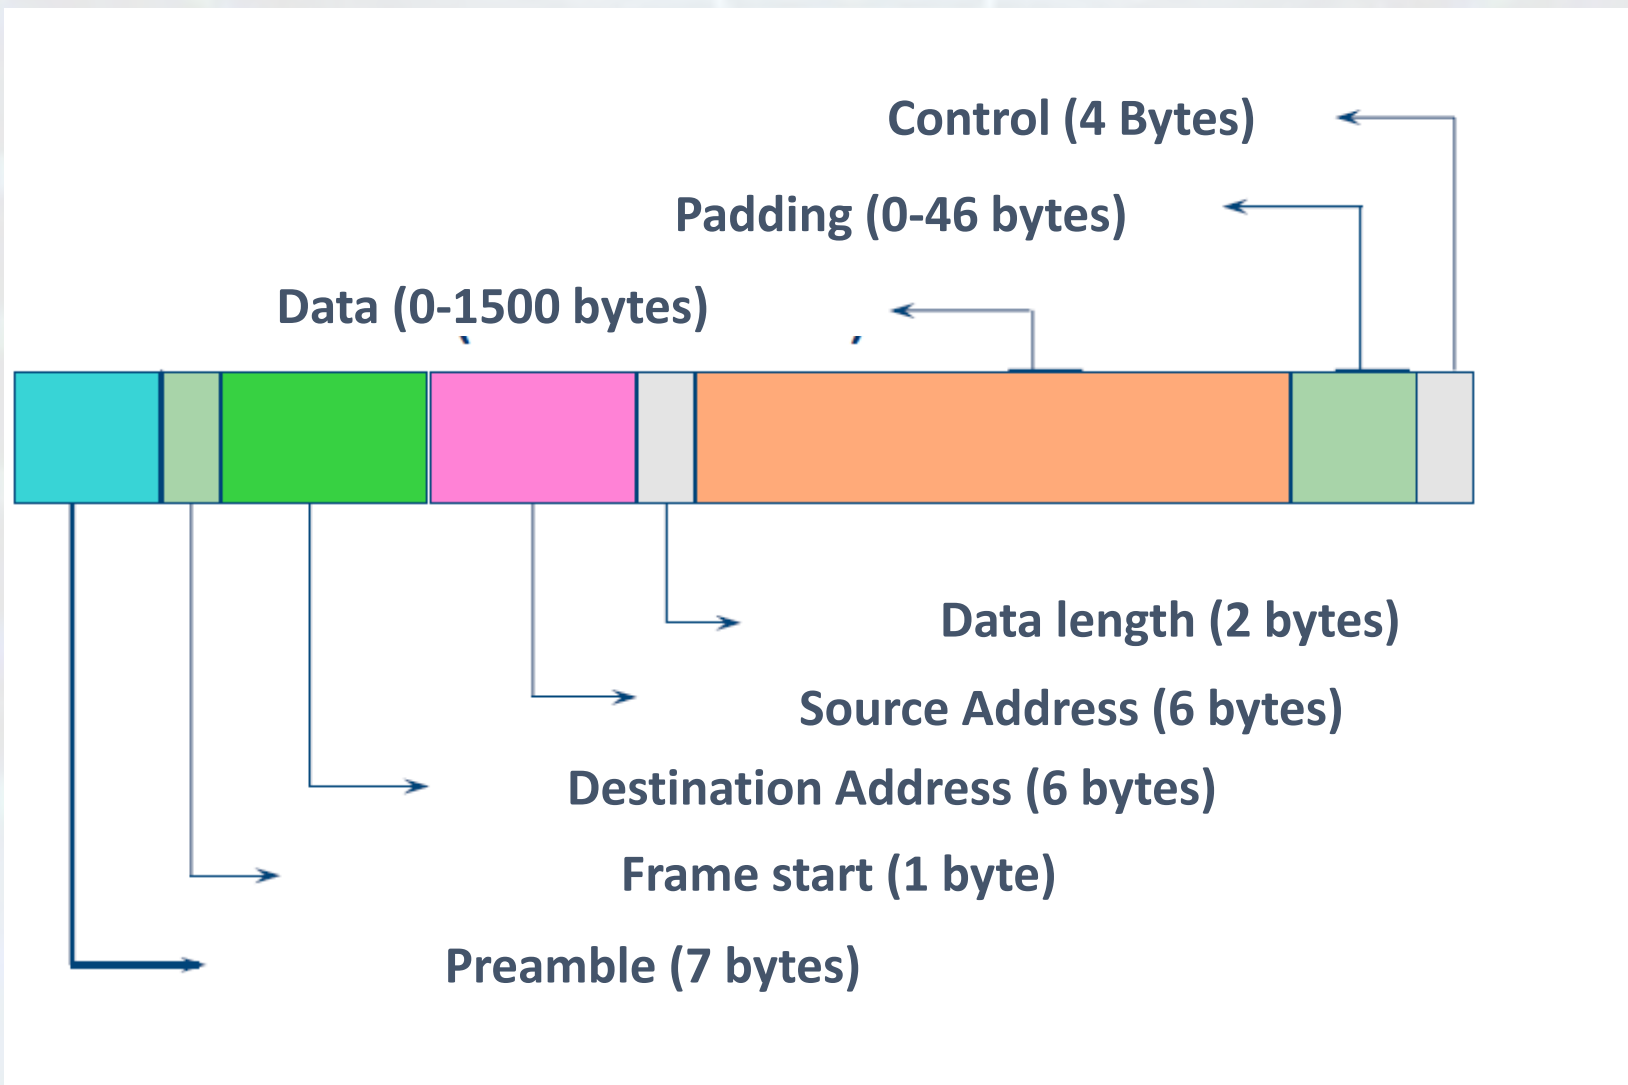 Control (4 Bytes)
Padding (0-46 bytes)
Data (0-1500 bytes)
Data length (2 bytes)
Source Address (6 bytes)
Destination Address (6 bytes)
Frame start (1 byte)
Preamble (7 bytes)